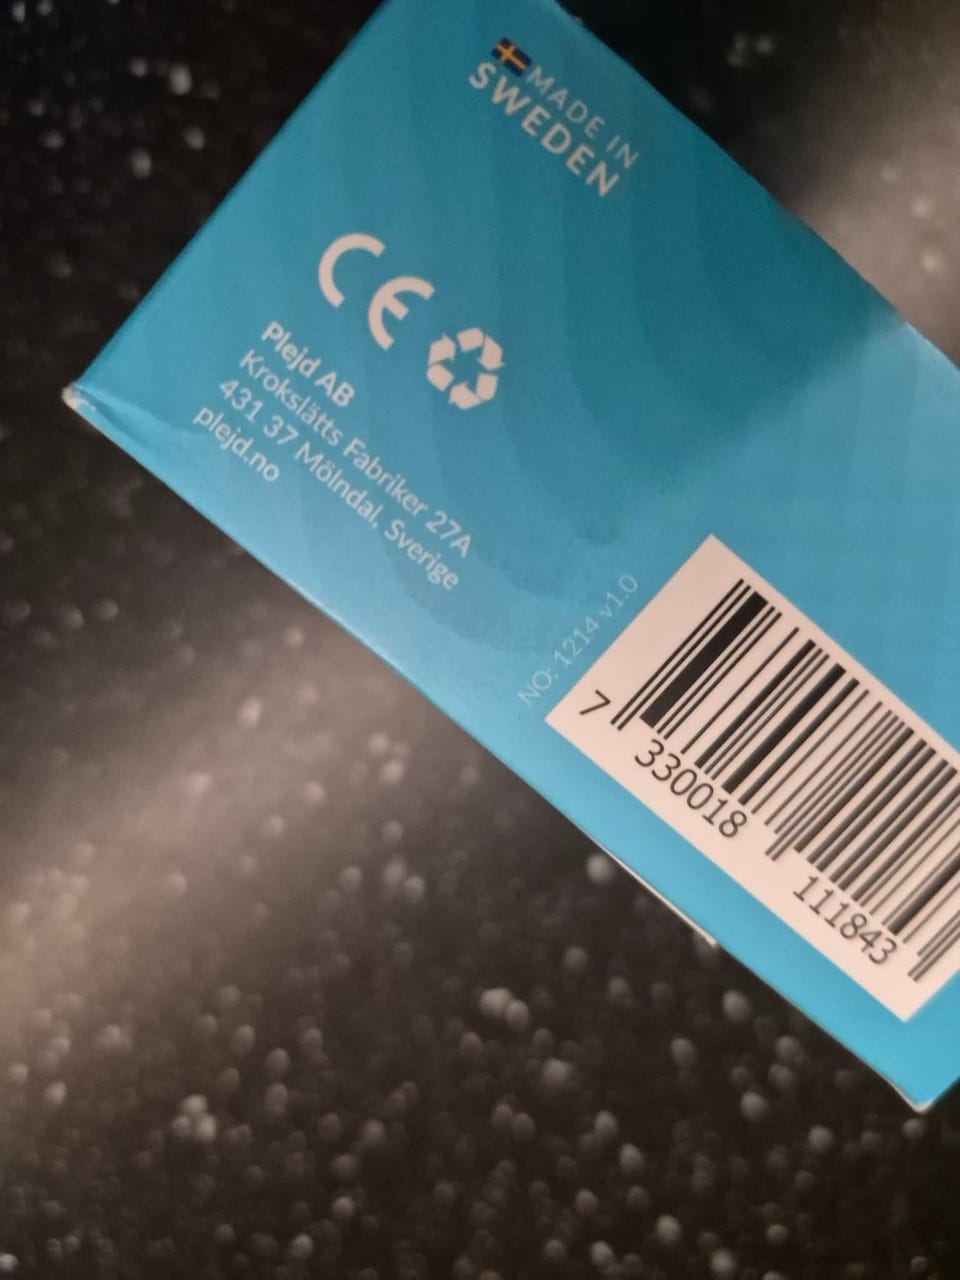 MADE IN
SWEDEN
CE
Plejd AB
Krokslätts Fabriker 27A
431 37 Mölndal, Sverige
plejd.no
NO: 1214 v1.0
7 330018 111843